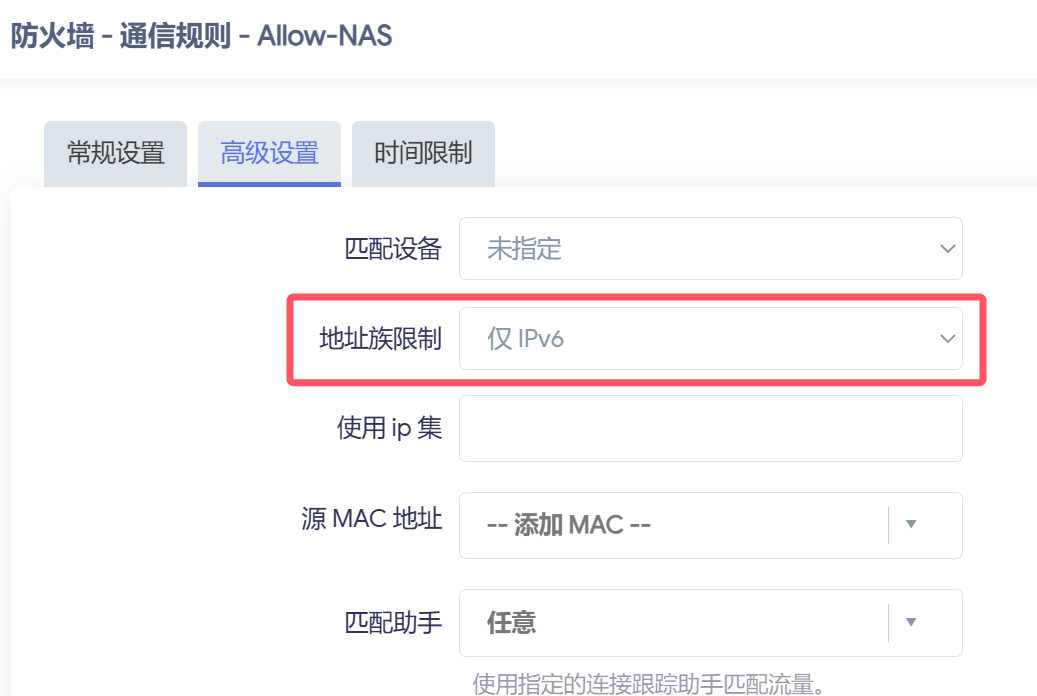 防火墙 - 通信规则 - Allow-NAS
常规设置 高级设置 时间限制
匹配设备 未指定
地址族限制 仅 IPv6
使用 ip 集
源 MAC 地址 -- 添加 MAC --
匹配助手 任意
使用指定的连接跟踪助手匹配流量。